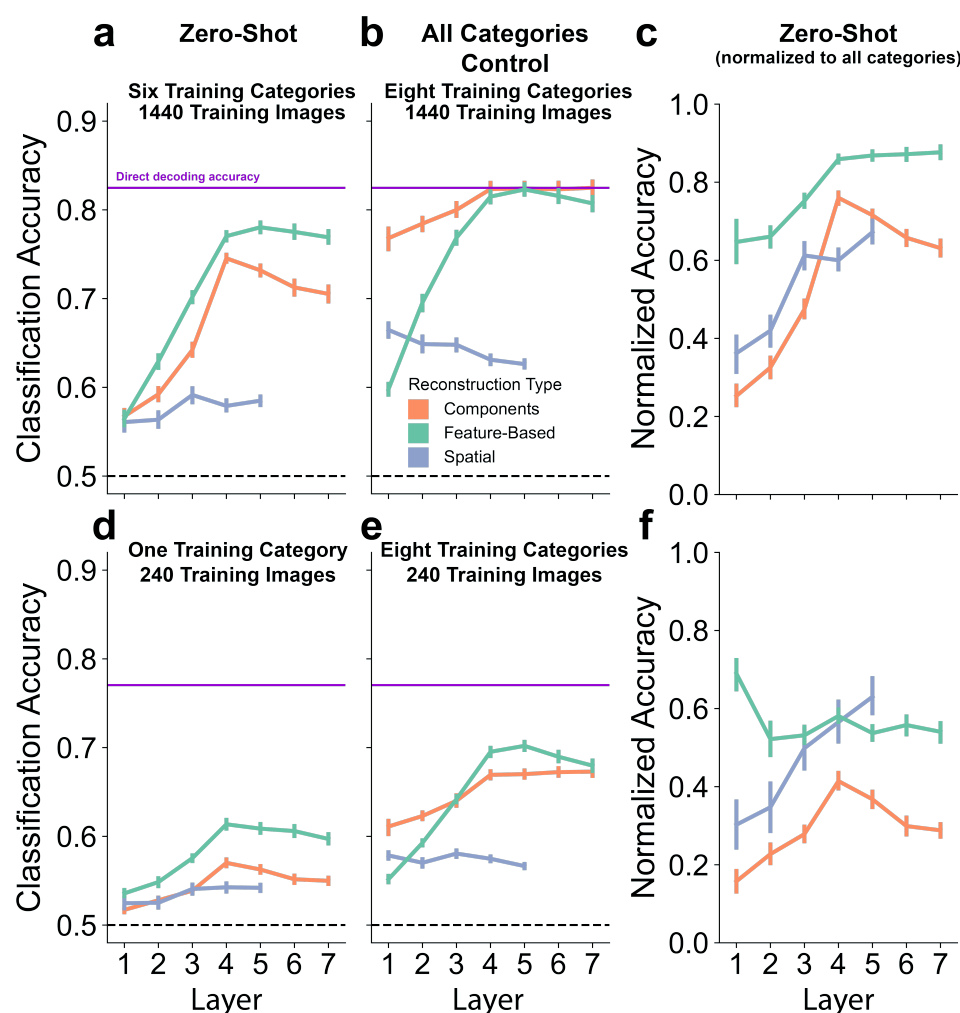 a
Zero-Shot
b
All Categories
Control
c
Zero-Shot
(normalized to all categories)
Six Training Categories
1440 Training Images
Eight Training Categories
1440 Training Images
Classification Accuracy
0.9
0.8
0.7
0.6
0.5
Direct decoding accuracy
Reconstruction Type
Components
Feature-Based
Spatial
Normalized Accuracy
1.0
0.8
0.6
0.4
0.2
0.0
d
One Training Category
240 Training Images
e
Eight Training Categories
240 Training Images
f
Classification Accuracy
0.9
0.8
0.7
0.6
0.5
1 2 3 4 5 6 7
Layer
1 2 3 4 5 6 7
Layer
Normalized Accuracy
1.0
0.8
0.6
0.4
0.2
0.0
1 2 3 4 5 6 7
Layer